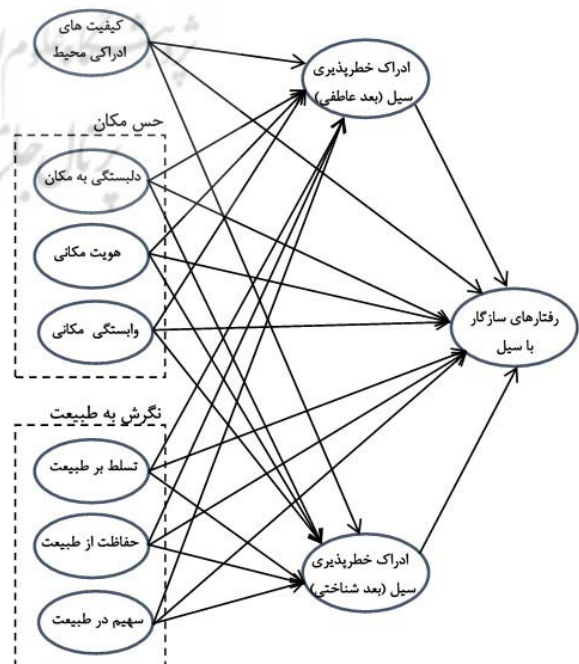 کیفیت های
ادراکی محیط
حس مکان
دلبستگی به مکان
هویت مکانی
وابستگی مکانی
نگرش به طبیعت
تسلط بر طبیعت
حفاظت از طبیعت
سهیم در طبیعت
ادراک خطرپذیری
سیل (بعد عاطفی)
ادراک خطرپذیری
سیل (بعد شناختی)
رفتارهای سازگار
با سیل